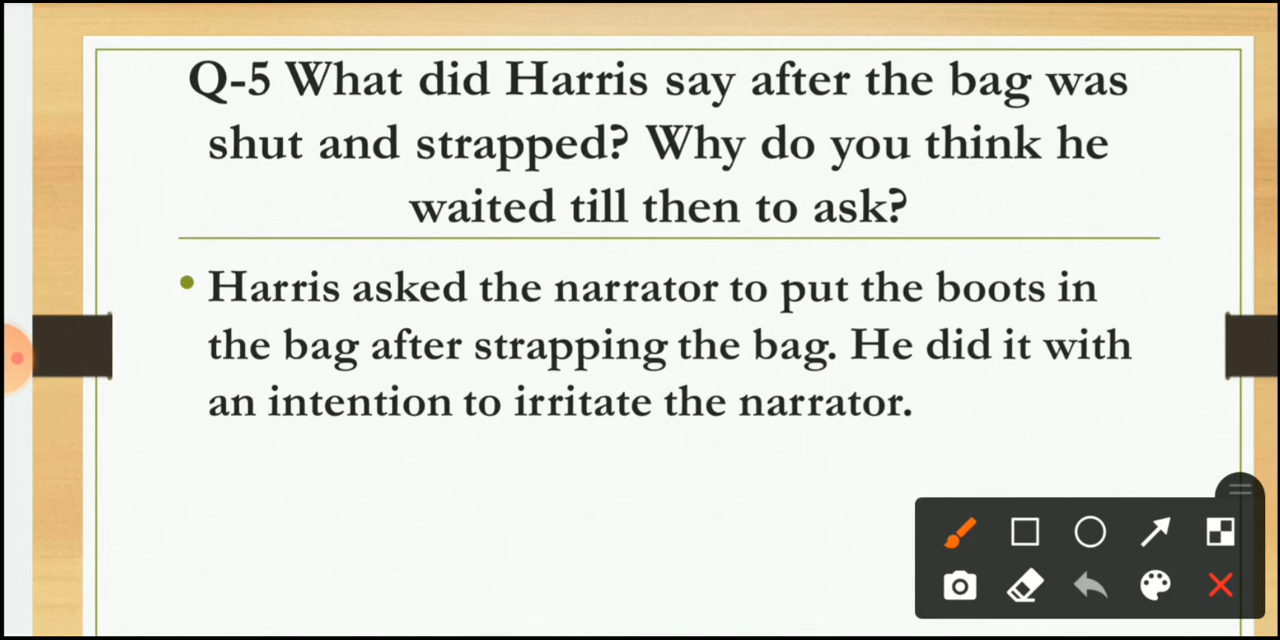 Q-5 What did Harris say after the bag was
shut and strapped? Why do you think he
waited till then to ask?
• Harris asked the narrator to put the boots in
the bag after strapping the bag. He did it with
an intention to irritate the narrator.